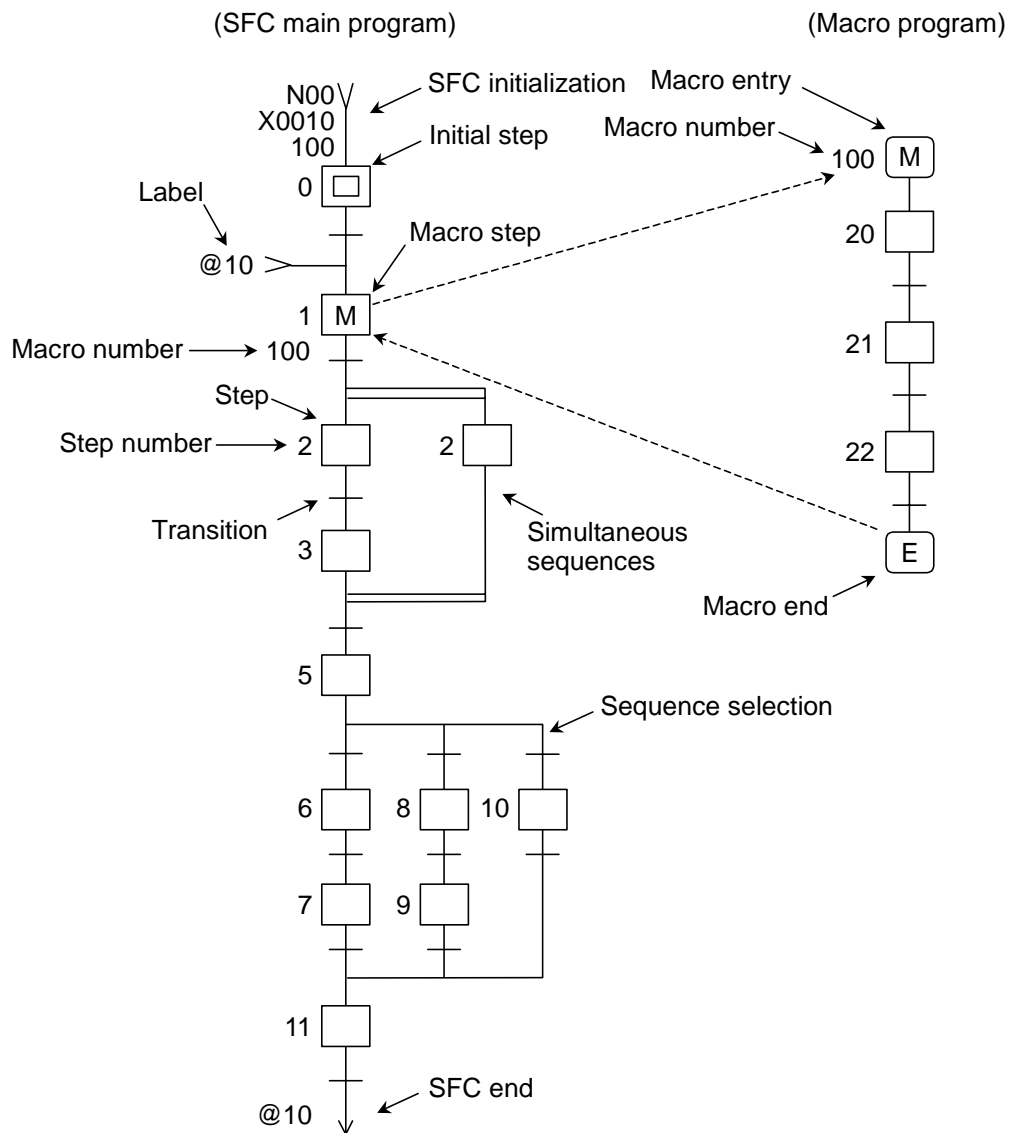 (SFC main program)
(Macro program)
N00
X0010
100
SFC initialization
Initial step
0
Label
@10
Macro step
1
M
Macro number
100
Step
Step number
2
2
Transition
3
Simultaneous
sequences
5
Sequence selection
6
8
10
7
9
11
@10
SFC end
Macro entry
Macro number
100
M
20
21
22
E
Macro end